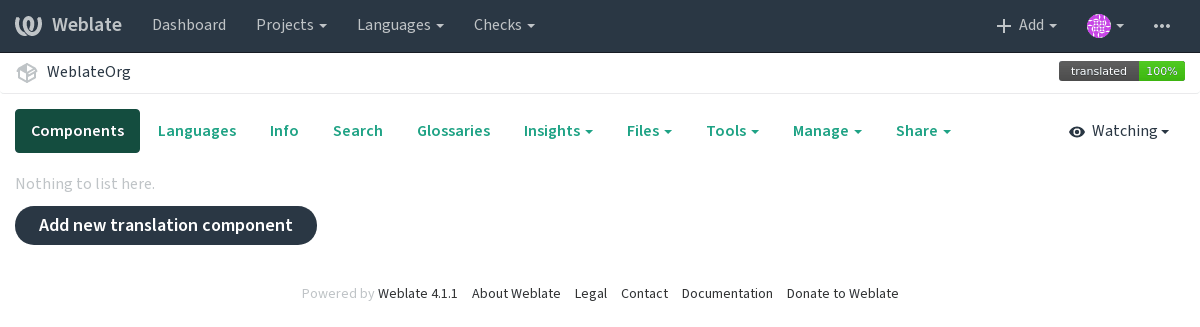 Weblate Dashboard Projects Languages Checks Add
WeblateOrg translated 100%
Components Languages Info Search Glossaries Insights Files Tools Manage Share Watching
Nothing to list here.
Add new translation component
Powered by Weblate 4.1.1 About Weblate Legal Contact Documentation Donate to Weblate